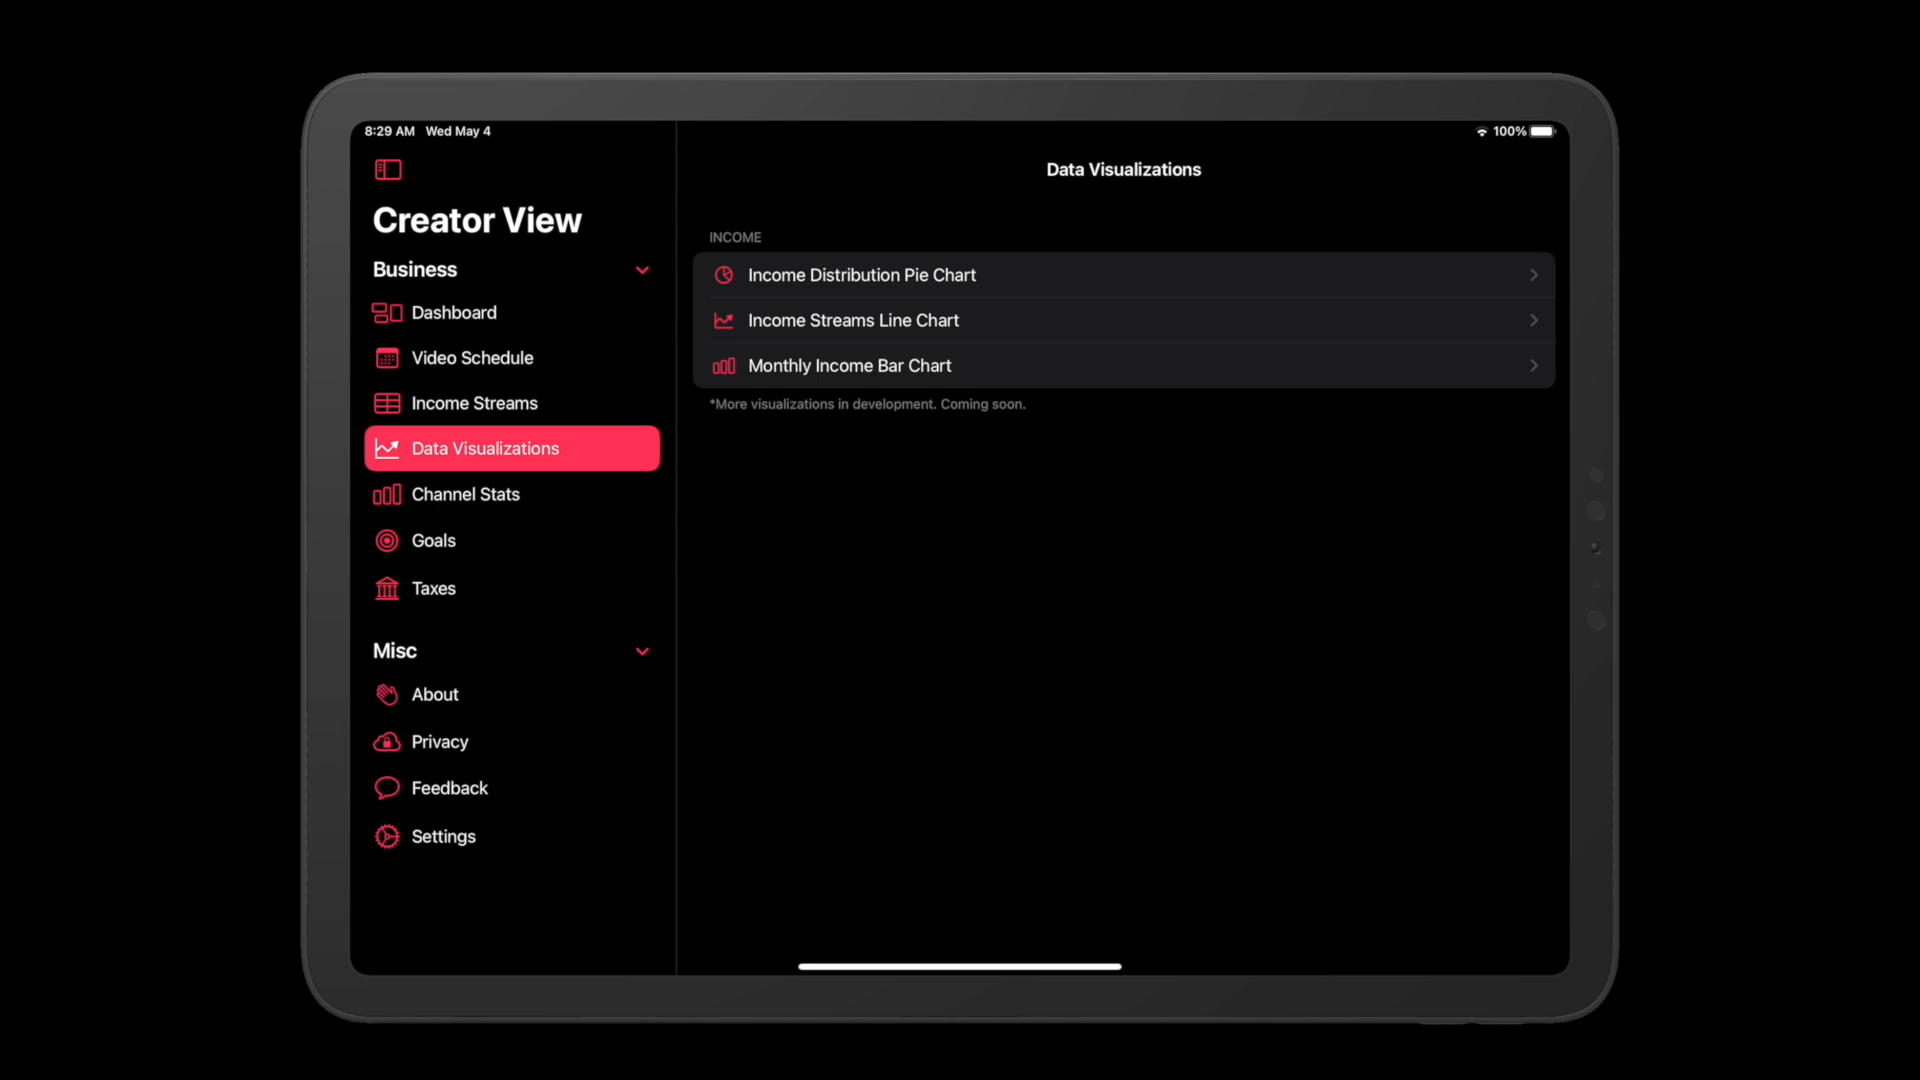 8:29 AM Wed May 4
100%
Creator View
Business
Dashboard
Video Schedule
Income Streams
Data Visualizations
Channel Stats
Goals
Taxes
Misc
About
Privacy
Feedback
Settings
Data Visualizations
INCOME
Income Distribution Pie Chart
Income Streams Line Chart
Monthly Income Bar Chart
*More visualizations in development. Coming soon.